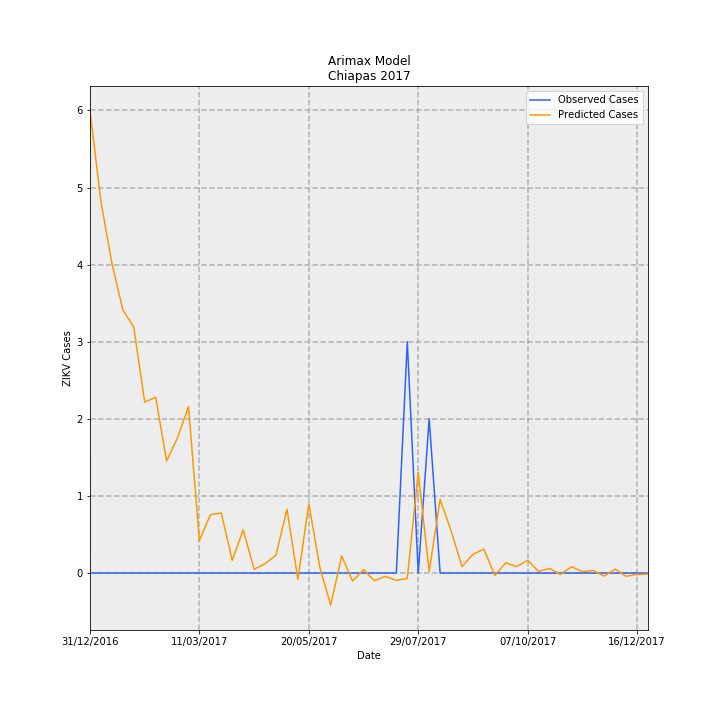 Arimax Model
Chiapas 2017
Observed Cases
Predicted Cases
6
5
4
3
2
1
0
ZIKV Cases
31/12/2016 11/03/2017 20/05/2017 29/07/2017 07/10/2017 16/12/2017
Date